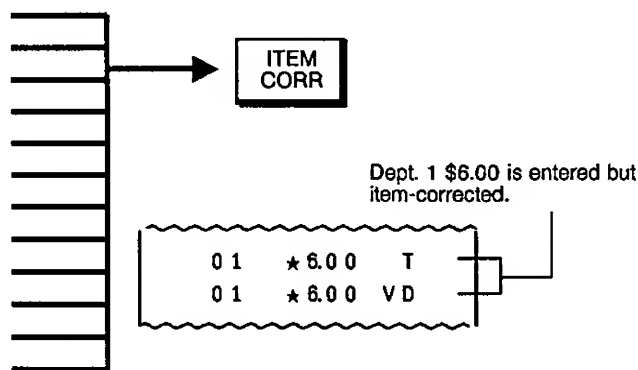 ITEM
CORR
Dept. 1 $6.00 is entered but
item-corrected.
01 ★6.00 T
01 ★6.00 VD